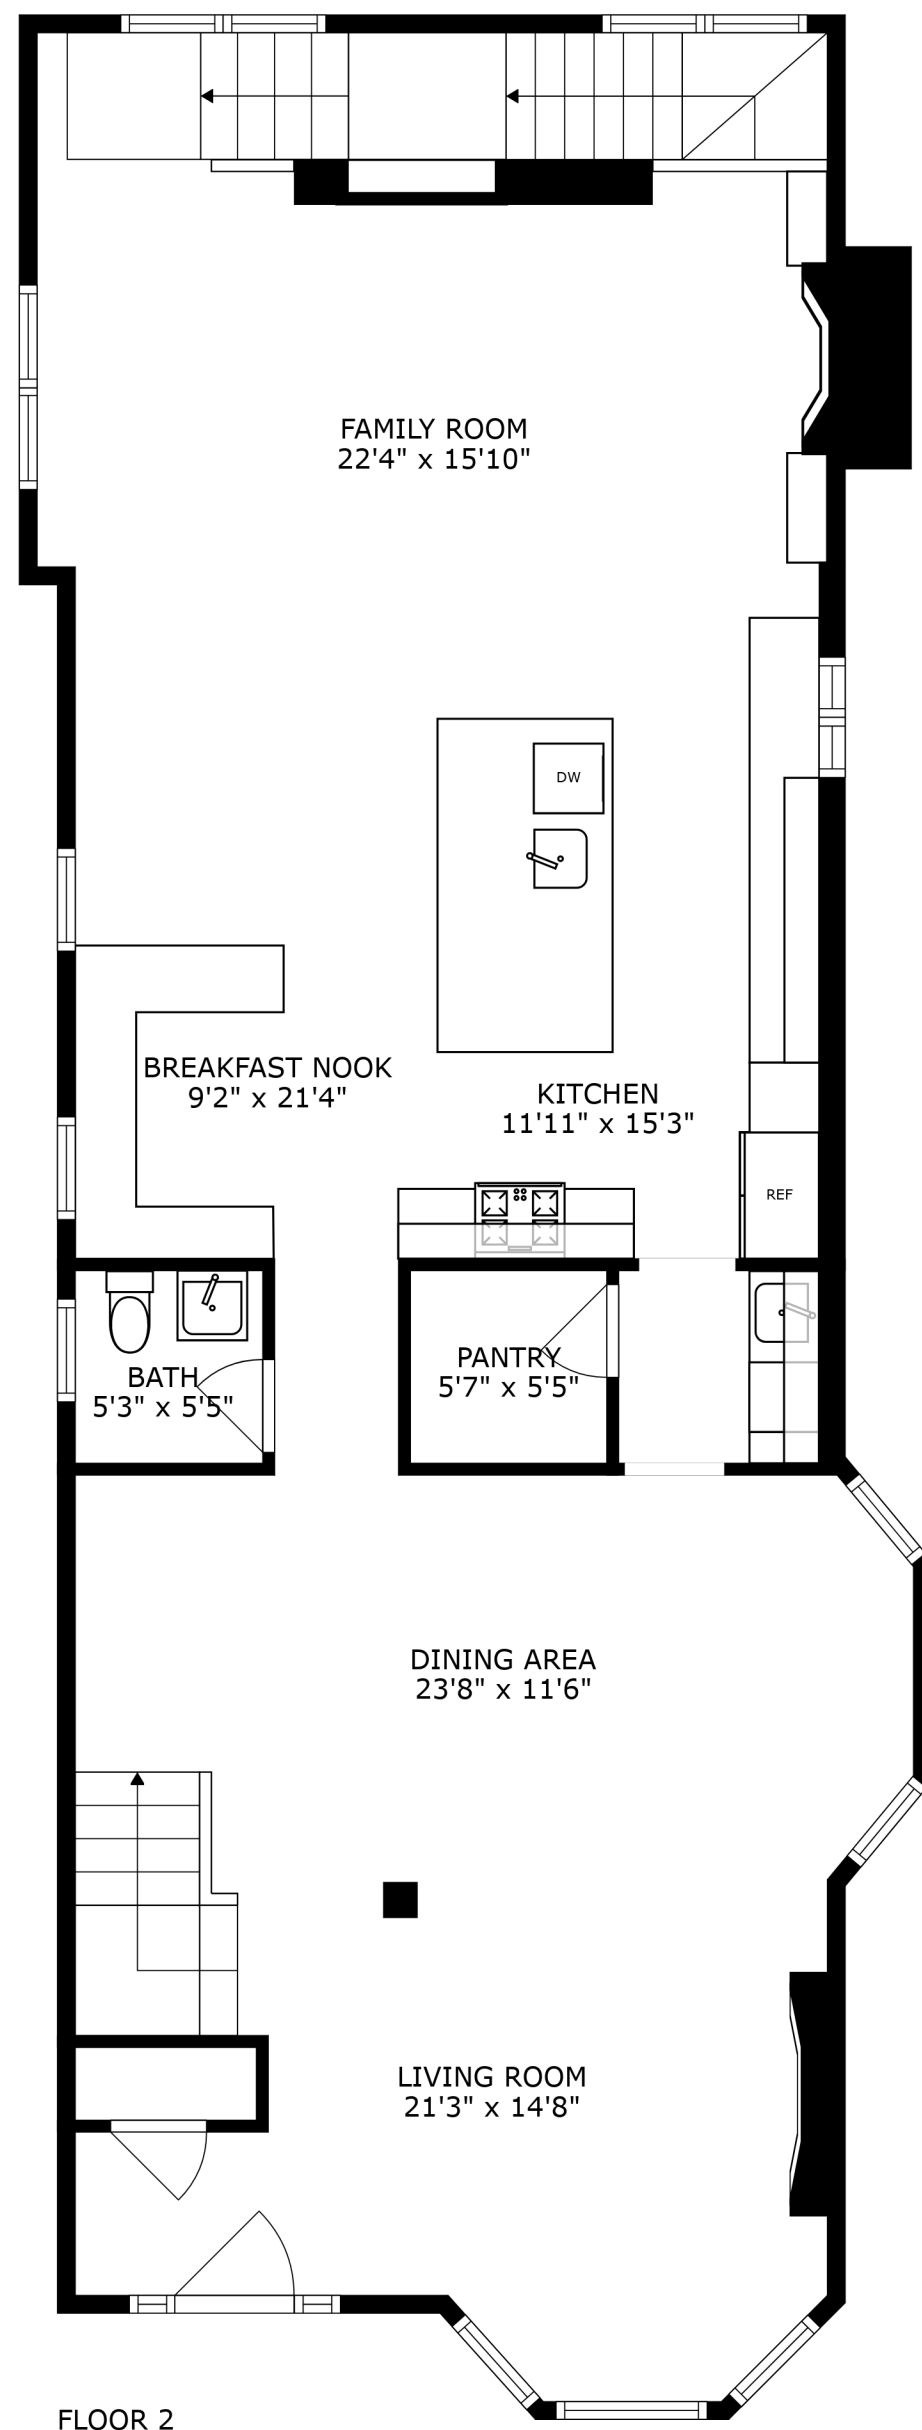 FAMILY ROOM
22'4" x 15'10"
DW
BREAKFAST NOOK
9'2" x 21'4"
KITCHEN
11'11" x 15'3"
REF
BATH
5'3" x 5'5"
PANTRY
5'7" x 5'5"
DINING AREA
23'8" x 11'6"
LIVING ROOM
21'3" x 14'8"
FLOOR 2